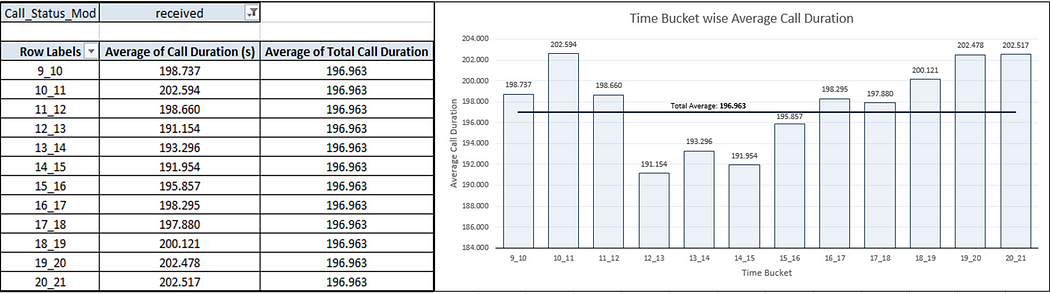 Call_Status_Mod received
Row Labels Average of Call Duration (s) Average of Total Call Duration
9_10 198.737 196.963
10_11 202.594 196.963
11_12 198.660 196.963
12_13 191.154 196.963
13_14 193.296 196.963
14_15 191.954 196.963
15_16 195.857 196.963
16_17 198.295 196.963
17_18 197.880 196.963
18_19 200.121 196.963
19_20 202.478 196.963
20_21 202.517 196.963
Time Bucket wise Average Call Duration
Average Call Duration
204.000
202.000
200.000
198.000
196.000
194.000
192.000
190.000
188.000
186.000
184.000
198.737 202.594 198.660 191.154 193.296 191.954 195.857 198.295 197.880 200.121 202.478 202.517
Total Average: 196.963
9_10 10_11 11_12 12_13 13_14 14_15 15_16 16_17 17_18 18_19 19_20 20_21
Time Bucket